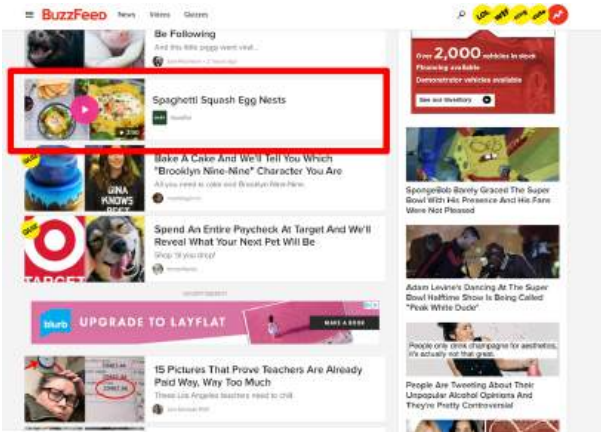 BuzzFeed News Videos Quizzes
LOL WTF
Be Following
Spaghetti Squash Egg Nests
Bake A Cake And We'll Tell You Which
"Brooklyn Nine-Nine" Character You Are
All you need is cake and Brooklyn Nine-Nine.
GINA
KNOWS
BEST
QUIZ
Spend An Entire Paycheck At Target And We'll
Reveal What Your Next Pet Will Be
Shop 'til you drop!
TARGET
ADVERTISEMENT
blurb UPGRADE TO LAYFLAT MAKE A BOOK
15 Pictures That Prove Teachers Are Already
Paid Way, Way Too Much
These Los Angeles teachers need to chill.
Over 2,000 vehicles in stock
Financing available
Demonstrator vehicles available
See our Inventory
SpongeBob Barely Graced The Super
Bowl With His Presence And His Fans
Were Not Pleased
Adam Levine's Dancing At The Super
Bowl Halftime Show Is Being Called
"Peak White Dude"
People only drink champagne for aesthetics,
it's actually not that great.
People Are Tweeting About Their
Unpopular Alcohol Opinions And
They're Pretty Controversial